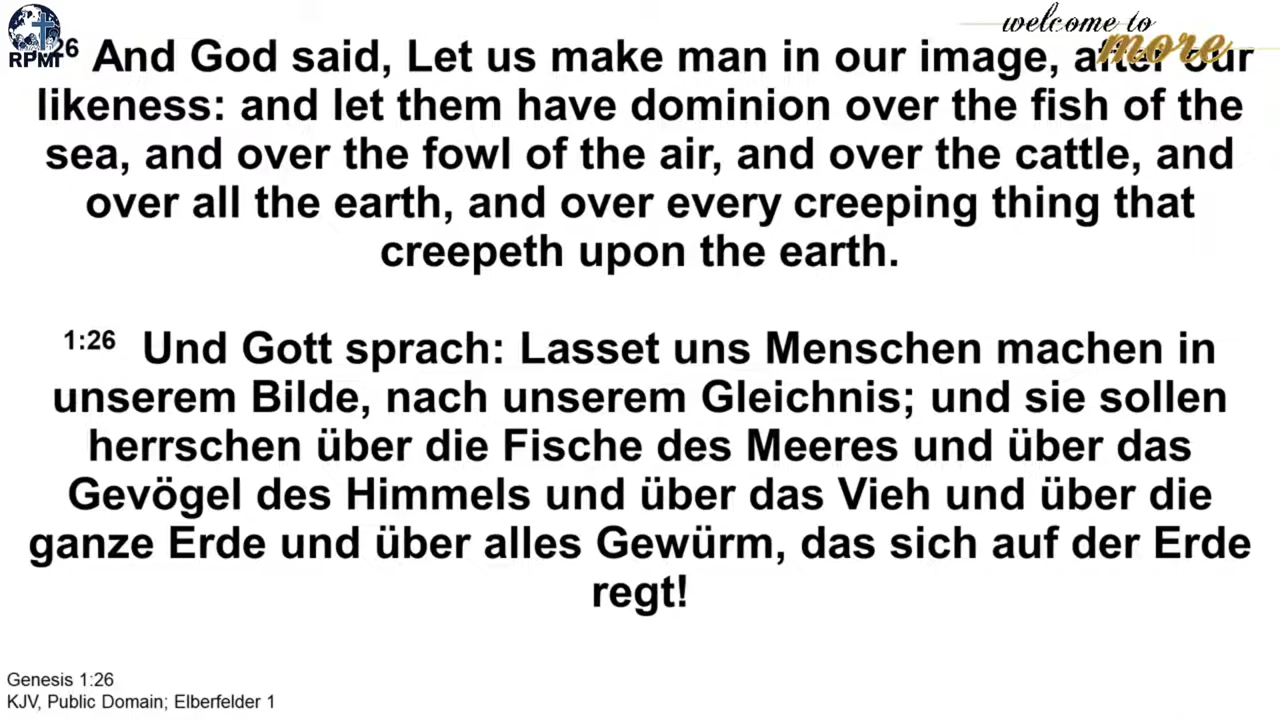 RPMI
welcome to
more
26 And God said, Let us make man in our image, after our
likeness: and let them have dominion over the fish of the
sea, and over the fowl of the air, and over the cattle, and
over all the earth, and over every creeping thing that
creepeth upon the earth.
1:26 Und Gott sprach: Lasset uns Menschen machen in
unserem Bilde, nach unserem Gleichnis; und sie sollen
herrschen über die Fische des Meeres und über das
Gevögel des Himmels und über das Vieh und über die
ganze Erde und über alles Gewürm, das sich auf der Erde
regt!
Genesis 1:26
KJV, Public Domain; Elberfelder 1